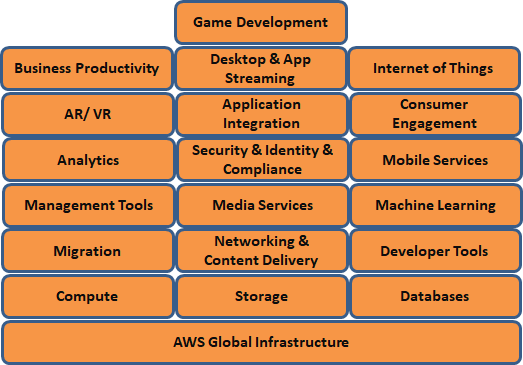 Game Development
Business Productivity
Desktop & App
Streaming
Internet of Things
AR/ VR
Application
Integration
Consumer
Engagement
Analytics
Security & Identity &
Compliance
Mobile Services
Management Tools
Media Services
Machine Learning
Migration
Networking &
Content Delivery
Developer Tools
Compute
Storage
Databases
AWS Global Infrastructure